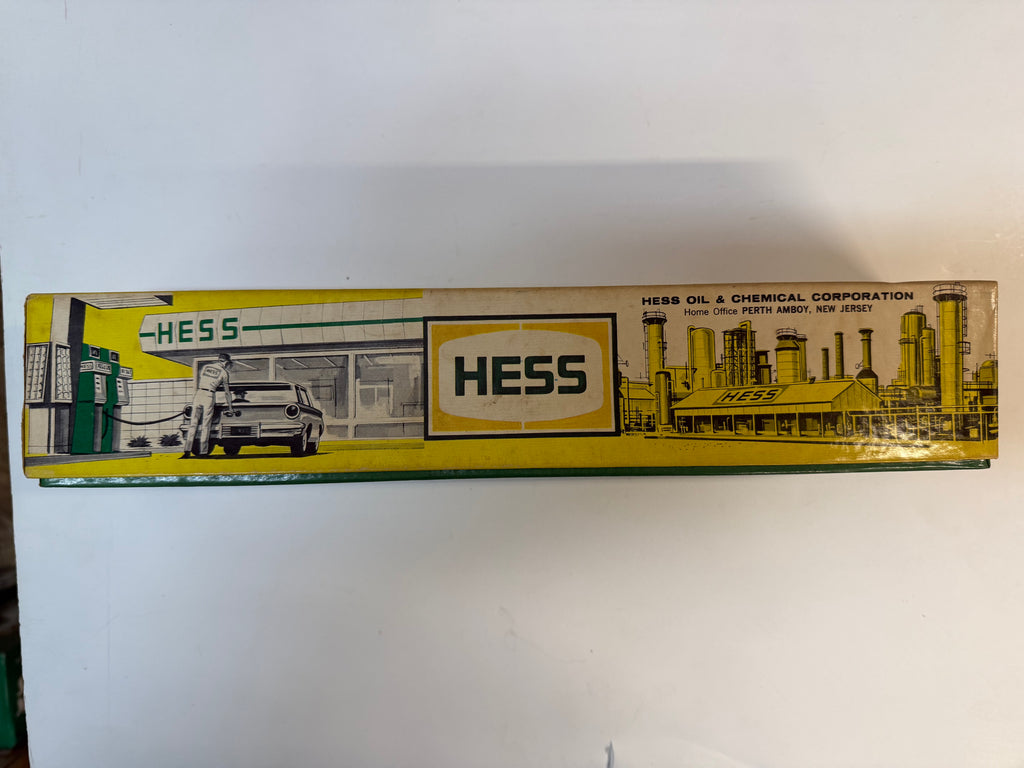 HESS
HESS
HESS OIL & CHEMICAL CORPORATION
Home Office PERTH AMBOY, NEW JERSEY
HESS